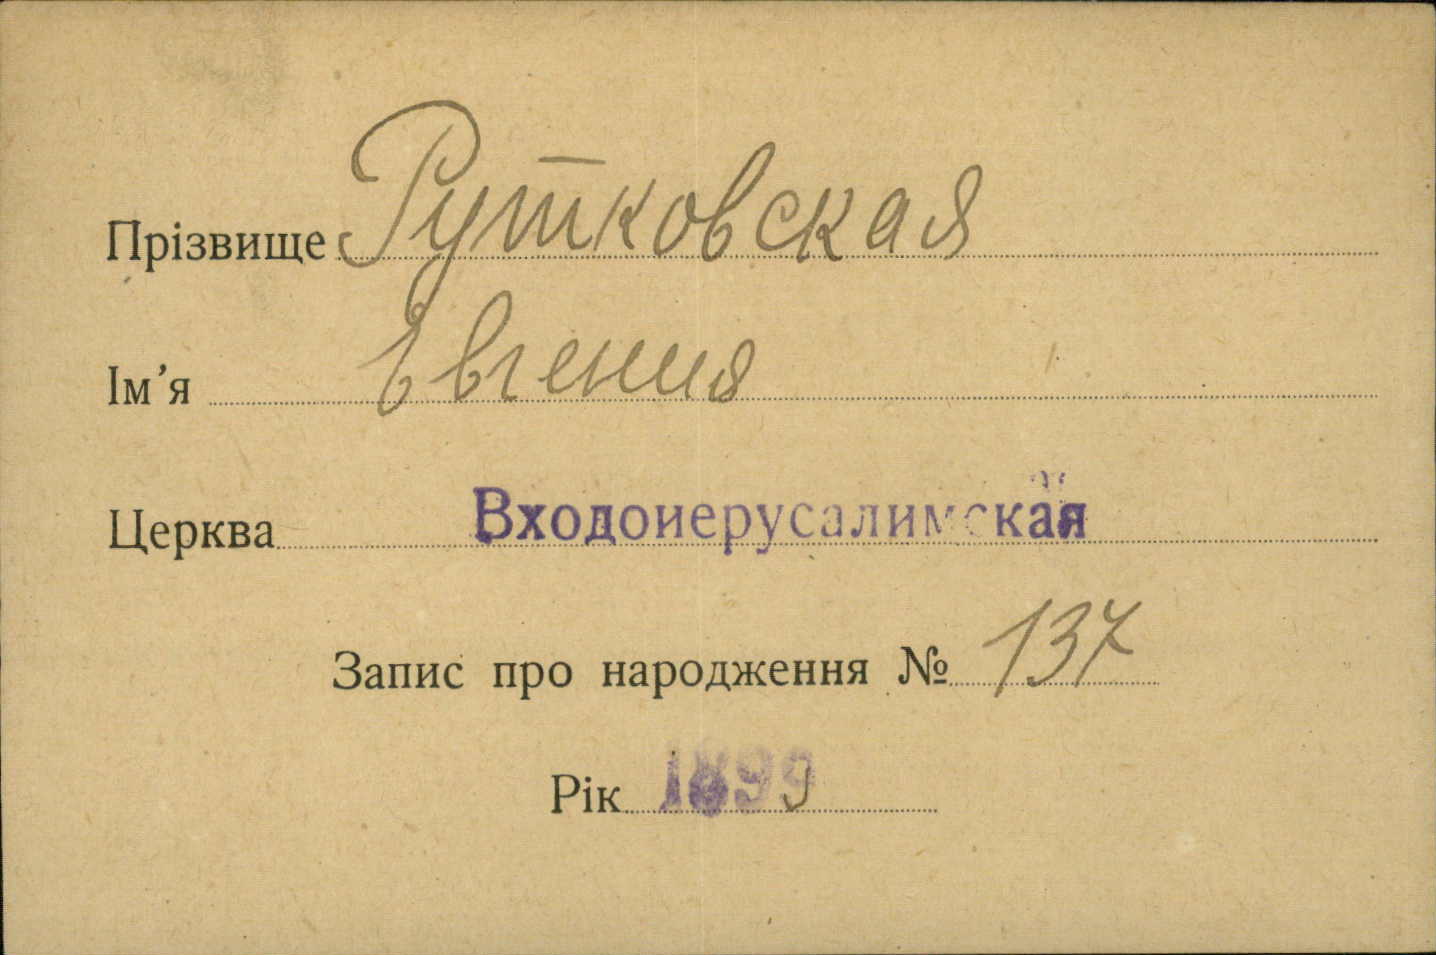 Прізвище Рутковская
Ім’я Евгения
Церква Входоиерусалимская
Запис про народження № 137
Рік 1899